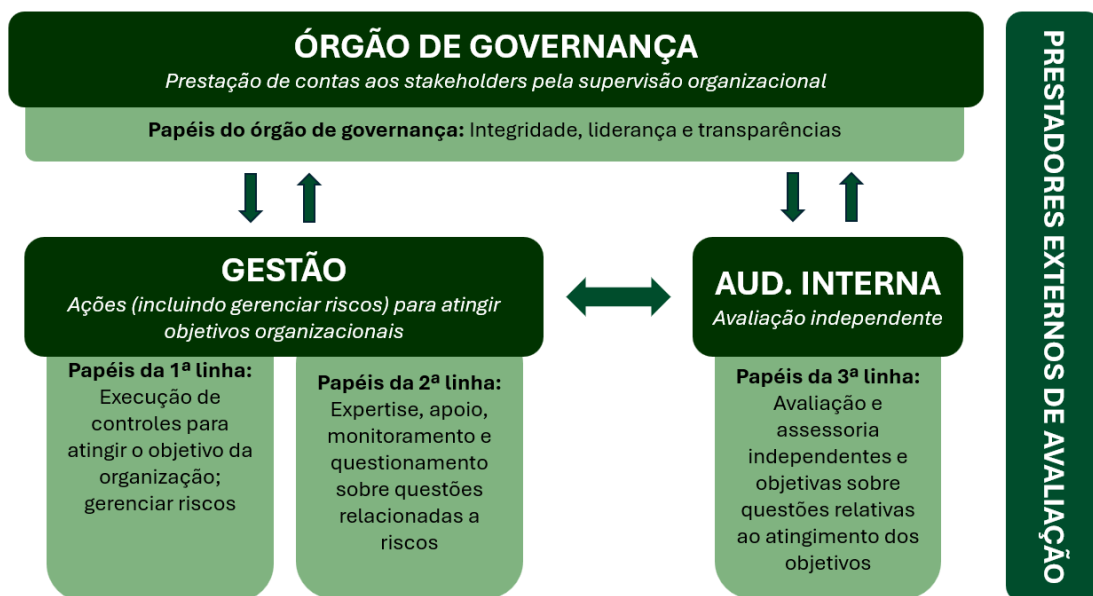 ÓRGÃO DE GOVERNANÇA
Prestação de contas aos stakeholders pela supervisão organizacional
Papéis do órgão de governança: Integridade, liderança e transparências
GESTÃO
Ações (incluindo gerenciar riscos) para atingir
objetivos organizacionais
Papéis da 1ª linha:
Execução de
controles para
atingir o objetivo da
organização;
gerenciar riscos
Papéis da 2ª linha:
Expertise, apoio,
monitoramento e
questionamento
sobre questões
relacionadas a
riscos
AUD. INTERNA
Avaliação independente
Papéis da 3ª linha:
Avaliação e
assessoria
independentes e
objetivas sobre
questões relativas
ao atingimento dos
objetivos
PRESTADORES EXTERNOS DE AVALIAÇÃO